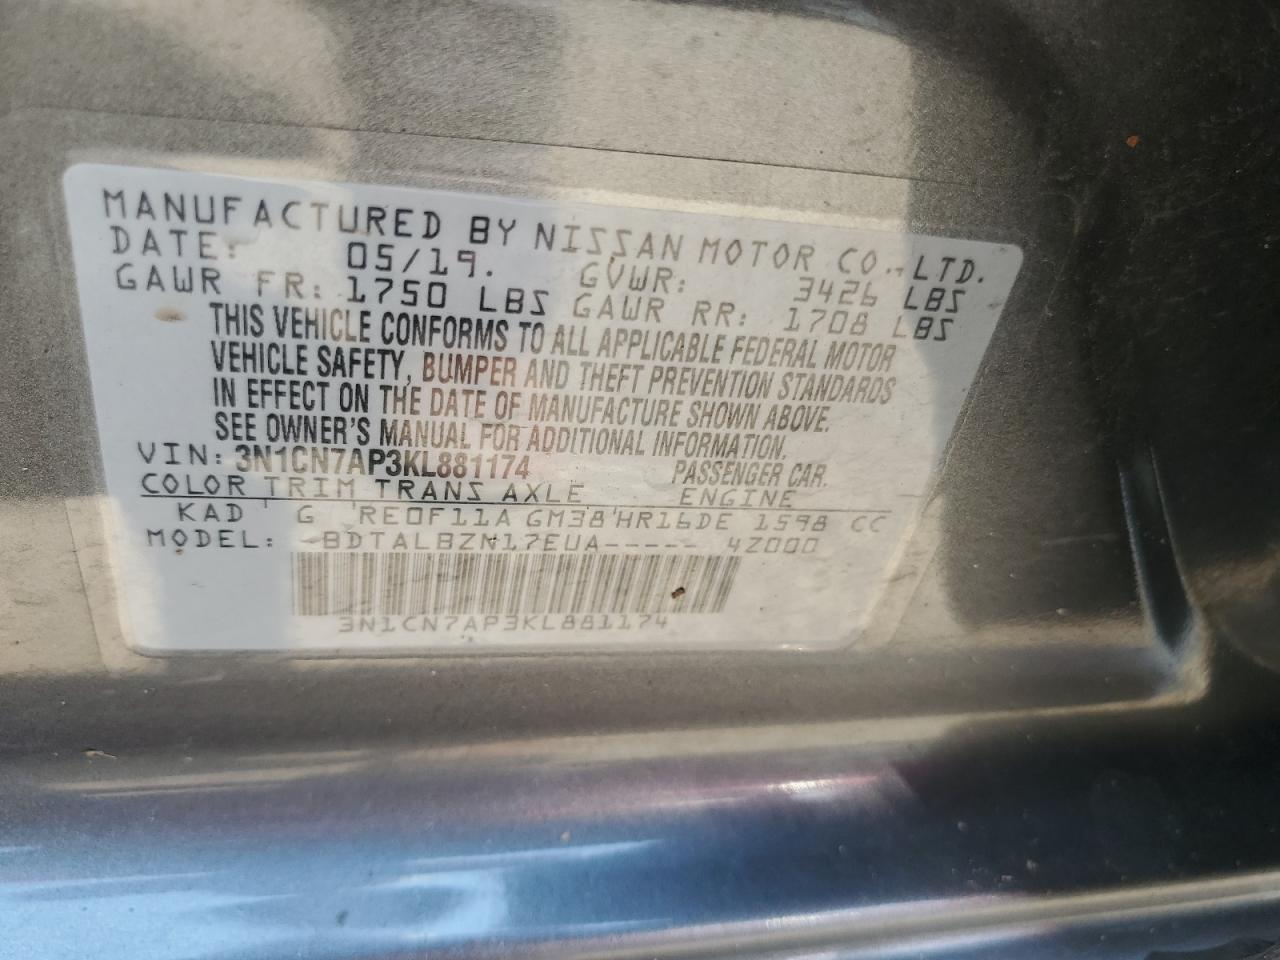 MANUFACTURED BY NISSAN MOTOR CO., LTD.
DATE: 05/19. GVWR: 3426 LBS
GAWR FR: 1750 LBS GAWR RR: 1708 LBS
THIS VEHICLE CONFORMS TO ALL APPLICABLE FEDERAL MOTOR
VEHICLE SAFETY, BUMPER AND THEFT PREVENTION STANDARDS
IN EFFECT ON THE DATE OF MANUFACTURE SHOWN ABOVE.
SEE OWNER'S MANUAL FOR ADDITIONAL INFORMATION.
VIN: 3N1CN7AP3KL881174 PASSENGER CAR.
COLOR TRIM TRANS AXLE ENGINE
KAD G RE0F11A GM38 HR16DE 1598 CC
MODEL: -BDTALBZN17EUA----- 4Z000
3N1CN7AP3KL881174